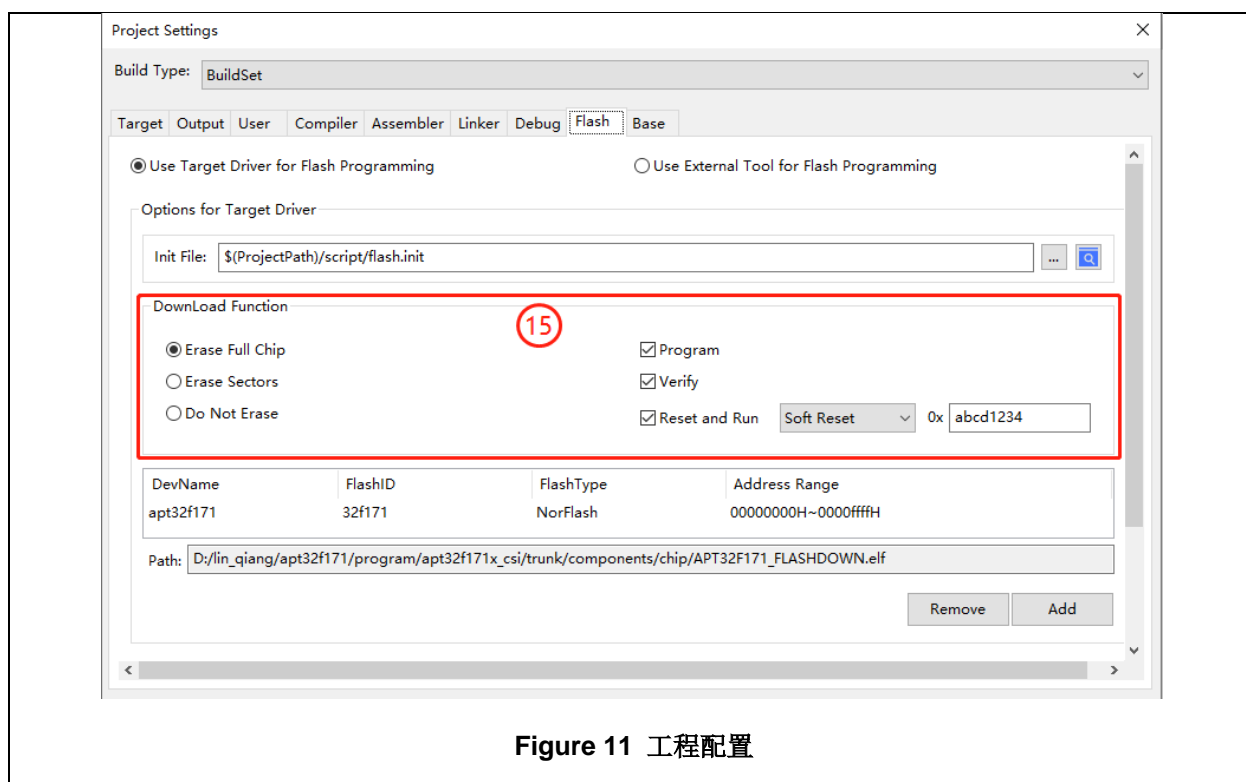 Project Settings
Build Type: BuildSet
Target Output User Compiler Assembler Linker Debug Flash Base
Use Target Driver for Flash Programming Use External Tool for Flash Programming
Options for Target Driver
Init File: $(ProjectPath)/script/flash.init ...
DownLoad Function
15
Erase Full Chip Program
Erase Sectors Verify
Do Not Erase Reset and Run Soft Reset 0x abcd1234
DevName FlashID FlashType Address Range
apt32f171 32f171 NorFlash 00000000H~0000ffffH
Path: D:/lin_qiang/apt32f171/program/apt32f171x_csi/trunk/components/chip/APT32F171_FLASHDOWN.elf
Remove Add
Figure 11 工程配置